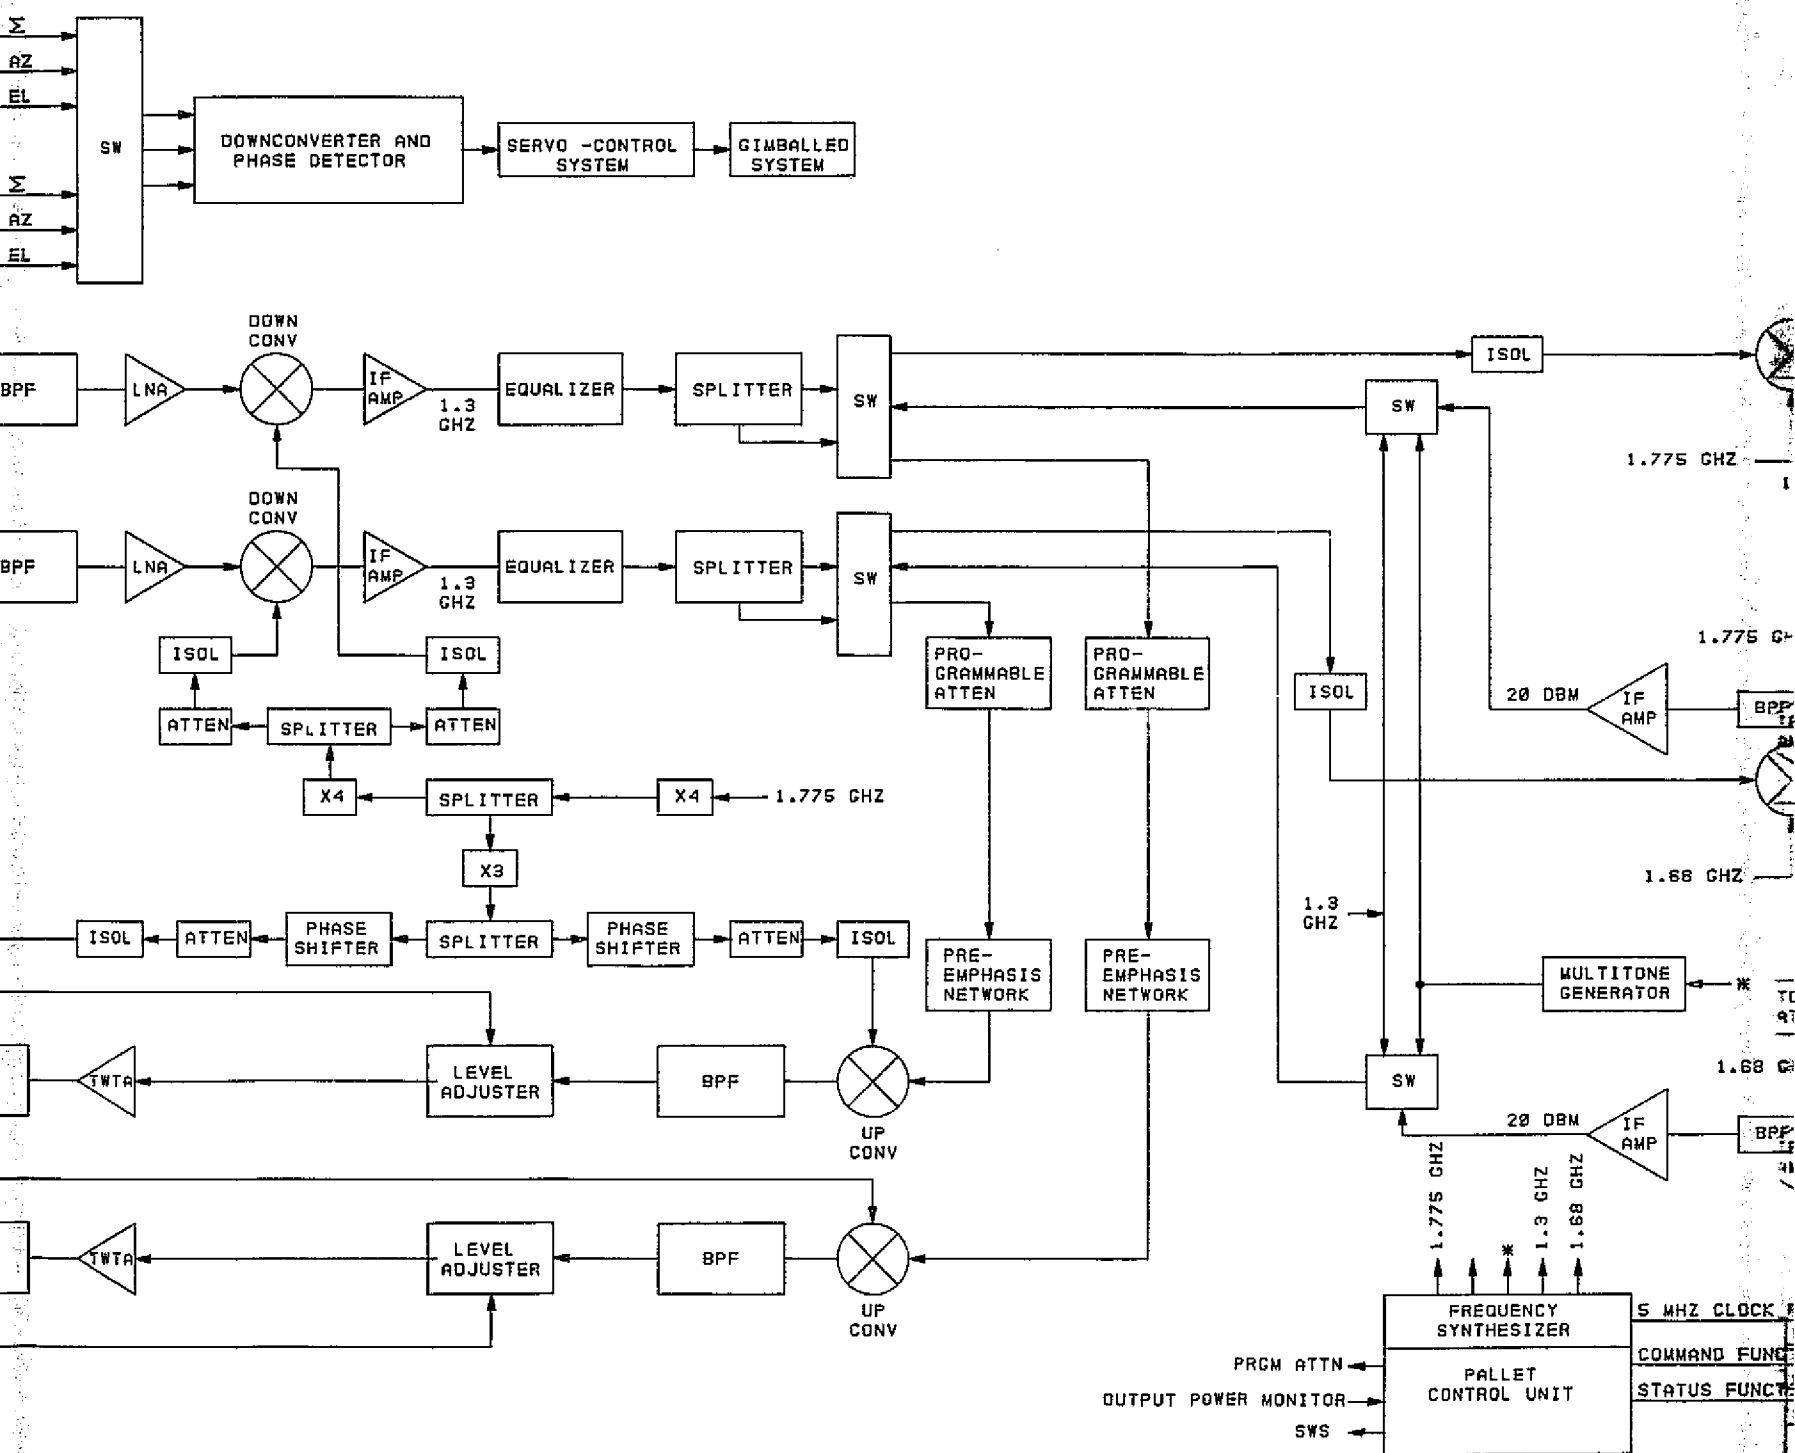 Σ
AZ
EL
SW
Σ
AZ
EL
DOWNCONVERTER AND
PHASE DETECTOR
SERVO -CONTROL
SYSTEM
GIMBALLED
SYSTEM
DOWN
CONV
BPF
LNA
IF
AMP
1.3
GHZ
EQUALIZER
SPLITTER
SW
ISOL
SW
1.775 GHZ
DOWN
CONV
BPF
LNA
IF
AMP
1.3
GHZ
EQUALIZER
SPLITTER
SW
ISOL
ISOL
PRO-
GRAMMABLE
ATTEN
PRO-
GRAMMABLE
ATTEN
ISOL
1.775
20 DBM
IF
AMP
BPF
ATTEN
SPLITTER
ATTEN
X4
SPLITTER
X4
1.775 GHZ
X3
1.68 GHZ
1.3
GHZ
ISOL
ATTEN
PHASE
SHIFTER
SPLITTER
PHASE
SHIFTER
ATTEN
ISOL
PRE-
EMPHASIS
NETWORK
PRE-
EMPHASIS
NETWORK
MULTITONE
GENERATOR
*
1.68
TWTA
LEVEL
ADJUSTER
BPF
UP
CONV
SW
20 DBM
IF
AMP
BPF
TWTA
LEVEL
ADJUSTER
BPF
UP
CONV
1.775 GHZ
*
1.3 GHZ
1.68 GHZ
FREQUENCY
SYNTHESIZER
5 MHZ CLOCK
PALLET
CONTROL UNIT
COMMAND FUNC
STATUS FUNCT
PRGM ATTN
OUTPUT POWER MONITOR
SWS